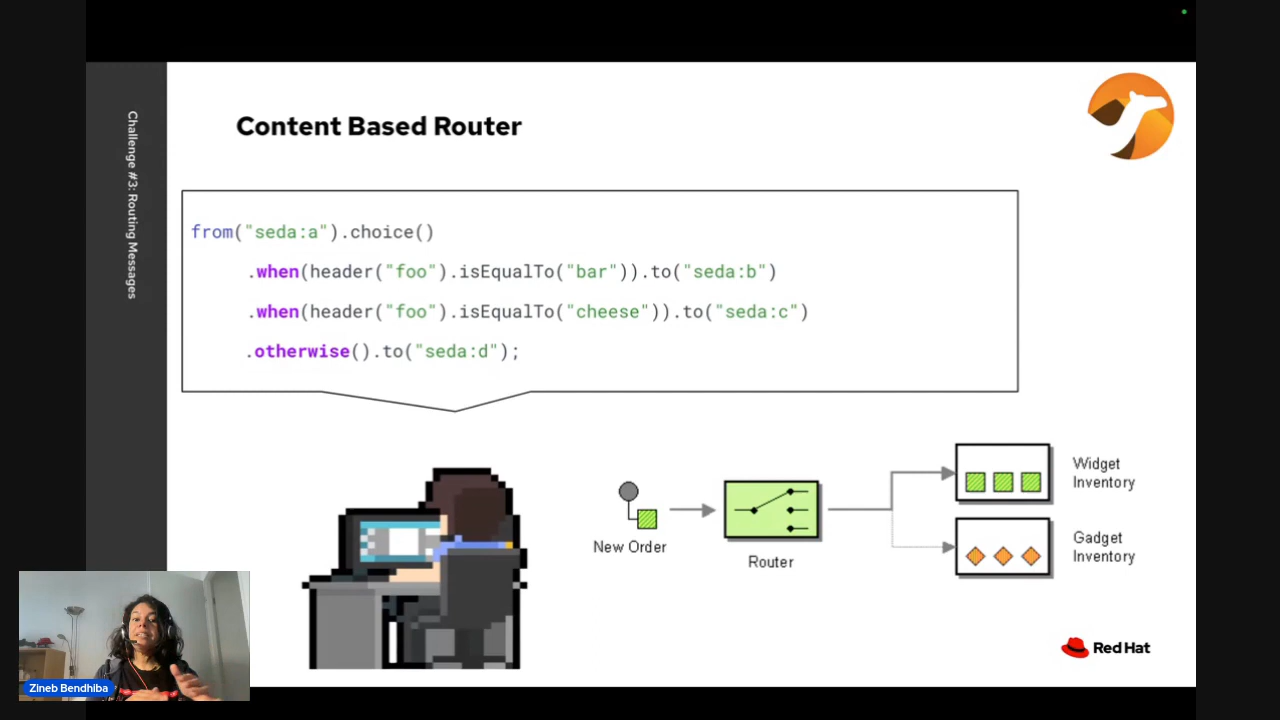 Challenge #3: Routing Messages
Content Based Router
from("seda:a").choice()
.when(header("foo").isEqualTo("bar")).to("seda:b")
.when(header("foo").isEqualTo("cheese")).to("seda:c")
.otherwise().to("seda:d");
New Order
Router
Widget
Inventory
Gadget
Inventory
Red Hat
Zineb Bendhiba